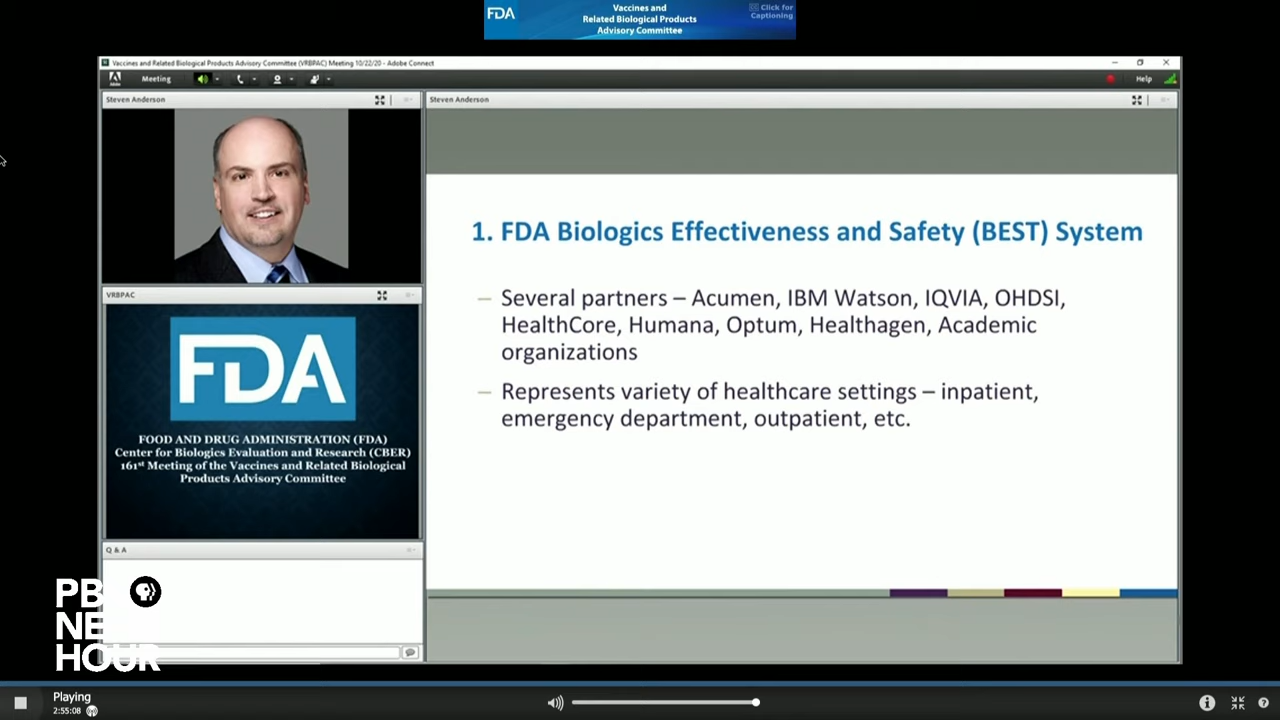 FDA
Vaccines and
Related Biological Products
Advisory Committee
CC Click for
Captioning
Vaccines and Related Biological Products Advisory Committee (VRBPAC) Meeting 10/22/20 - Adobe Connect
Meeting
Help
Steven Anderson
Steven Anderson
1. FDA Biologics Effectiveness and Safety (BEST) System
– Several partners – Acumen, IBM Watson, IQVIA, OHDSI,
HealthCore, Humana, Optum, Healthagen, Academic
organizations
– Represents variety of healthcare settings – inpatient,
emergency department, outpatient, etc.
VRBPAC
FDA
FOOD AND DRUG ADMINISTRATION (FDA)
Center for Biologics Evaluation and Research (CBER)
161st Meeting of the Vaccines and Related Biological
Products Advisory Committee
Q & A
HOUR
Playing
2:55:08